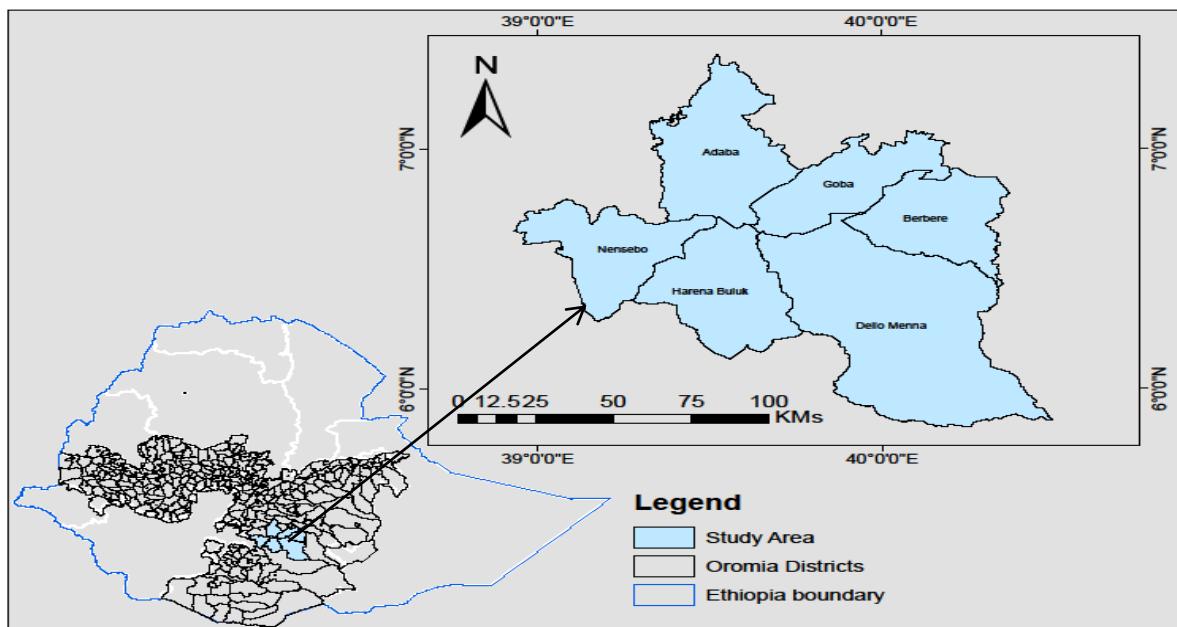 39°0'0"E 40°0'0"E
N
7°0'0"N 7°0'0"N
Adaba
Goba
Berbere
Nensebo
Harena Buluk
Dello Menna
6°0'0"N 6°0'0"N
0 12.5 25 50 75 100
KMs
39°0'0"E 40°0'0"E
Legend
Study Area
Oromia Districts
Ethiopia boundary